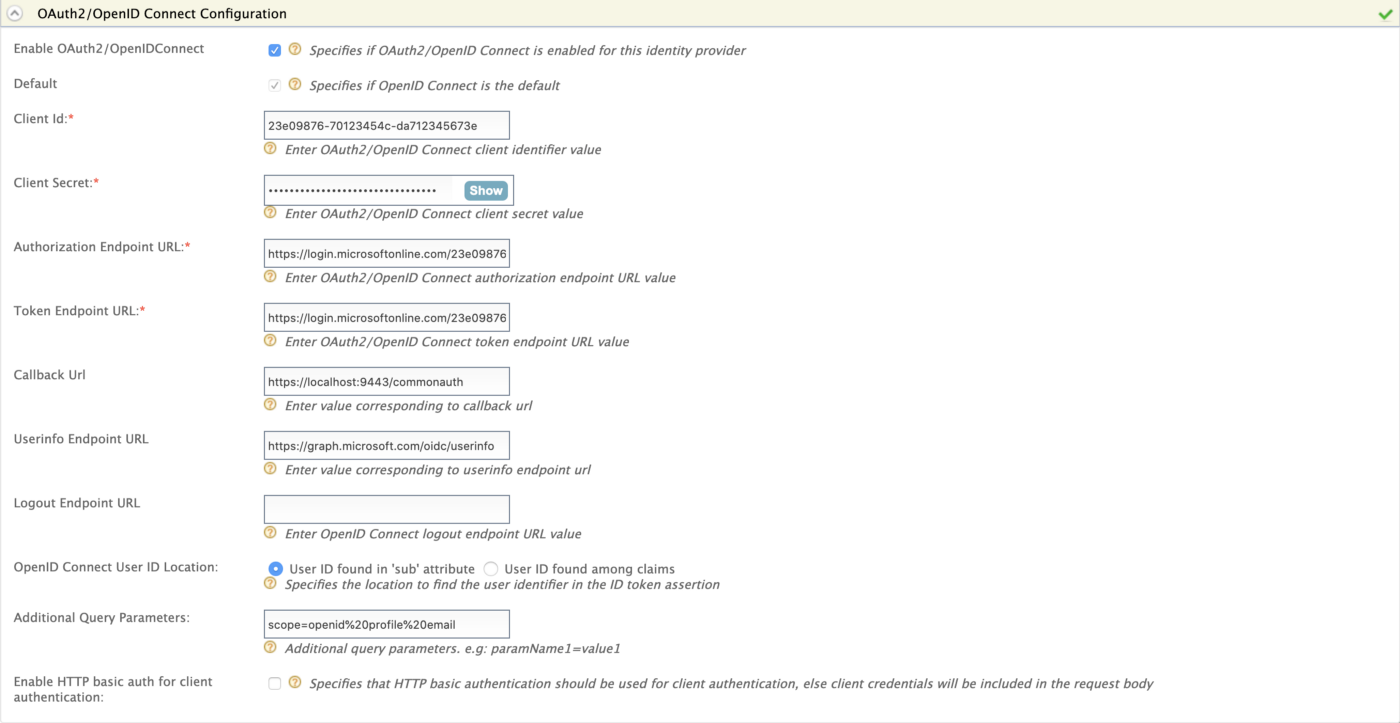 OAuth2/OpenID Connect Configuration
Enable OAuth2/OpenIDConnect
Specifies if OAuth2/OpenID Connect is enabled for this identity provider
Default
Specifies if OpenID Connect is the default
Client Id:*
23e09876-70123454c-da712345673e
Enter OAuth2/OpenID Connect client identifier value
Client Secret:*
Show
Enter OAuth2/OpenID Connect client secret value
Authorization Endpoint URL:*
https://login.microsoftonline.com/23e09876
Enter OAuth2/OpenID Connect authorization endpoint URL value
Token Endpoint URL:*
https://login.microsoftonline.com/23e09876
Enter OAuth2/OpenID Connect token endpoint URL value
Callback Url
https://localhost:9443/commonauth
Enter value corresponding to callback url
Userinfo Endpoint URL
https://graph.microsoft.com/oidc/userinfo
Enter value corresponding to userinfo endpoint url
Logout Endpoint URL
Enter OpenID Connect logout endpoint URL value
OpenID Connect User ID Location:
User ID found in 'sub' attribute User ID found among claims
Specifies the location to find the user identifier in the ID token assertion
Additional Query Parameters:
scope=openid%20profile%20email
Additional query parameters. e.g: paramName1=value1
Enable HTTP basic auth for client
authentication:
Specifies that HTTP basic authentication should be used for client authentication, else client credentials will be included in the request body